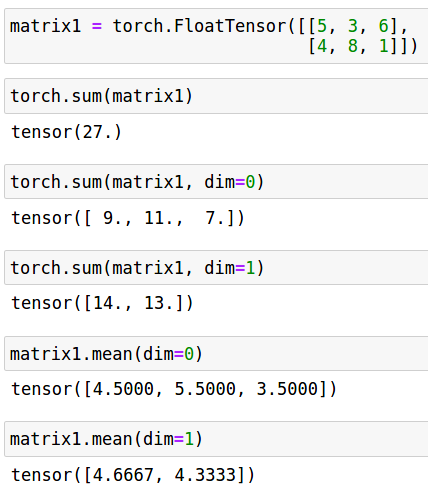 matrix1 = torch.FloatTensor([[5, 3, 6],
                             [4, 8, 1]])
torch.sum(matrix1)
tensor(27.)
torch.sum(matrix1, dim=0)
tensor([ 9., 11.,  7.])
torch.sum(matrix1, dim=1)
tensor([14., 13.])
matrix1.mean(dim=0)
tensor([4.5000, 5.5000, 3.5000])
matrix1.mean(dim=1)
tensor([4.6667, 4.3333])